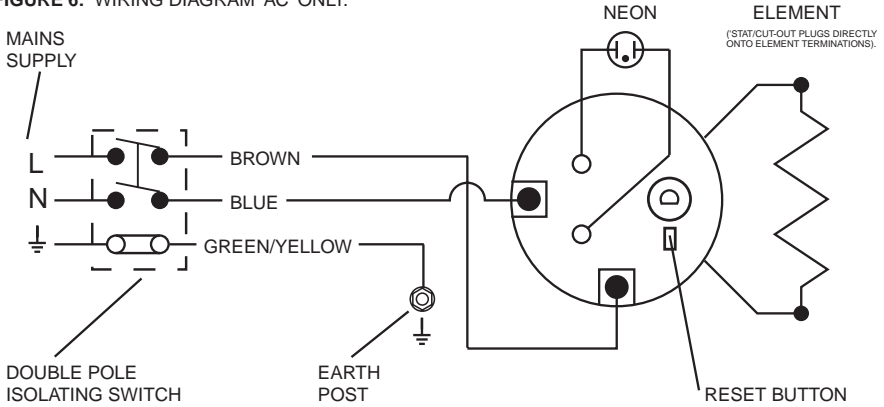 FIGURE 6. WIRING DIAGRAM 'AC' ONLY.
NEON
ELEMENT
('STAT/CUT-OUT PLUGS DIRECTLY
ONTO ELEMENT TERMINATIONS).
MAINS
SUPPLY
L
BROWN
N
BLUE
GREEN/YELLOW
DOUBLE POLE
ISOLATING SWITCH
EARTH
POST
RESET BUTTON